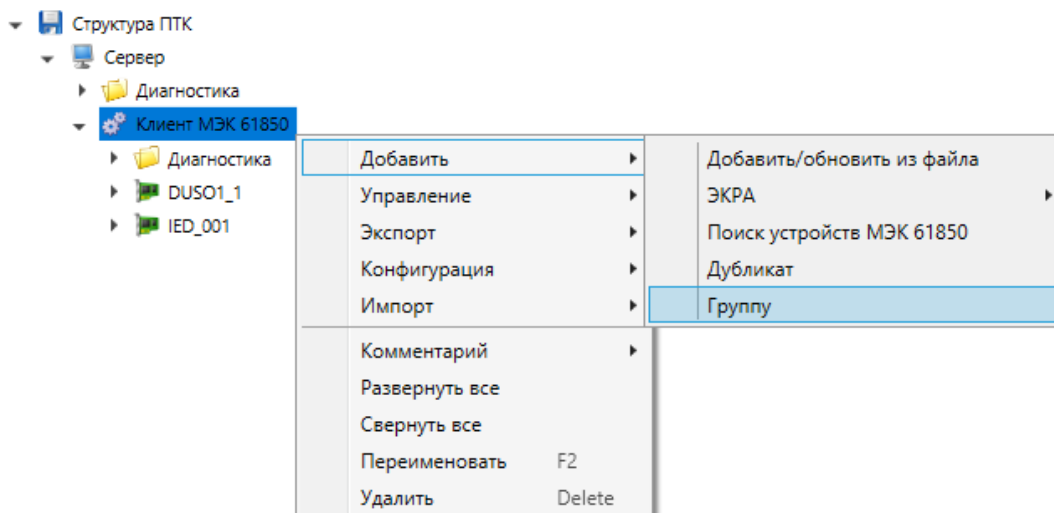 Структура ПТК
Сервер
Диагностика
Клиент МЭК 61850
Диагностика
DUSO1_1
IED_001
Добавить
Управление
Экспорт
Конфигурация
Импорт
Комментарий
Развернуть все
Свернуть все
Переименовать F2
Удалить Delete
Добавить/обновить из файла
ЭКРА
Поиск устройств МЭК 61850
Дубликат
Группу